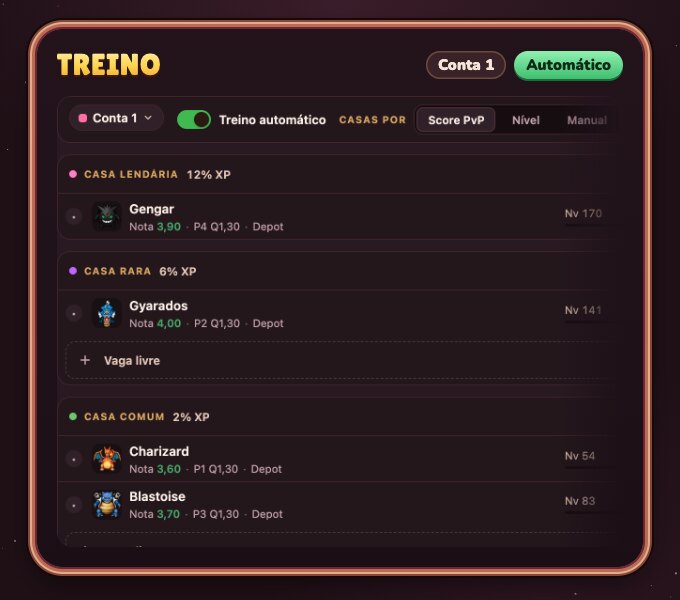 TREINO
Conta 1
Automático
Conta 1
Treino automático
CASAS POR
Score PvP
Nível
Manual
CASA LENDÁRIA 12% XP
Gengar
Nota 3,90 · P4 Q1,30 · Depot
Nv 170
CASA RARA 6% XP
Gyarados
Nota 4,00 · P2 Q1,30 · Depot
Nv 141
+ Vaga livre
CASA COMUM 2% XP
Charizard
Nota 3,60 · P1 Q1,30 · Depot
Nv 54
Blastoise
Nota 3,70 · P3 Q1,30 · Depot
Nv 83